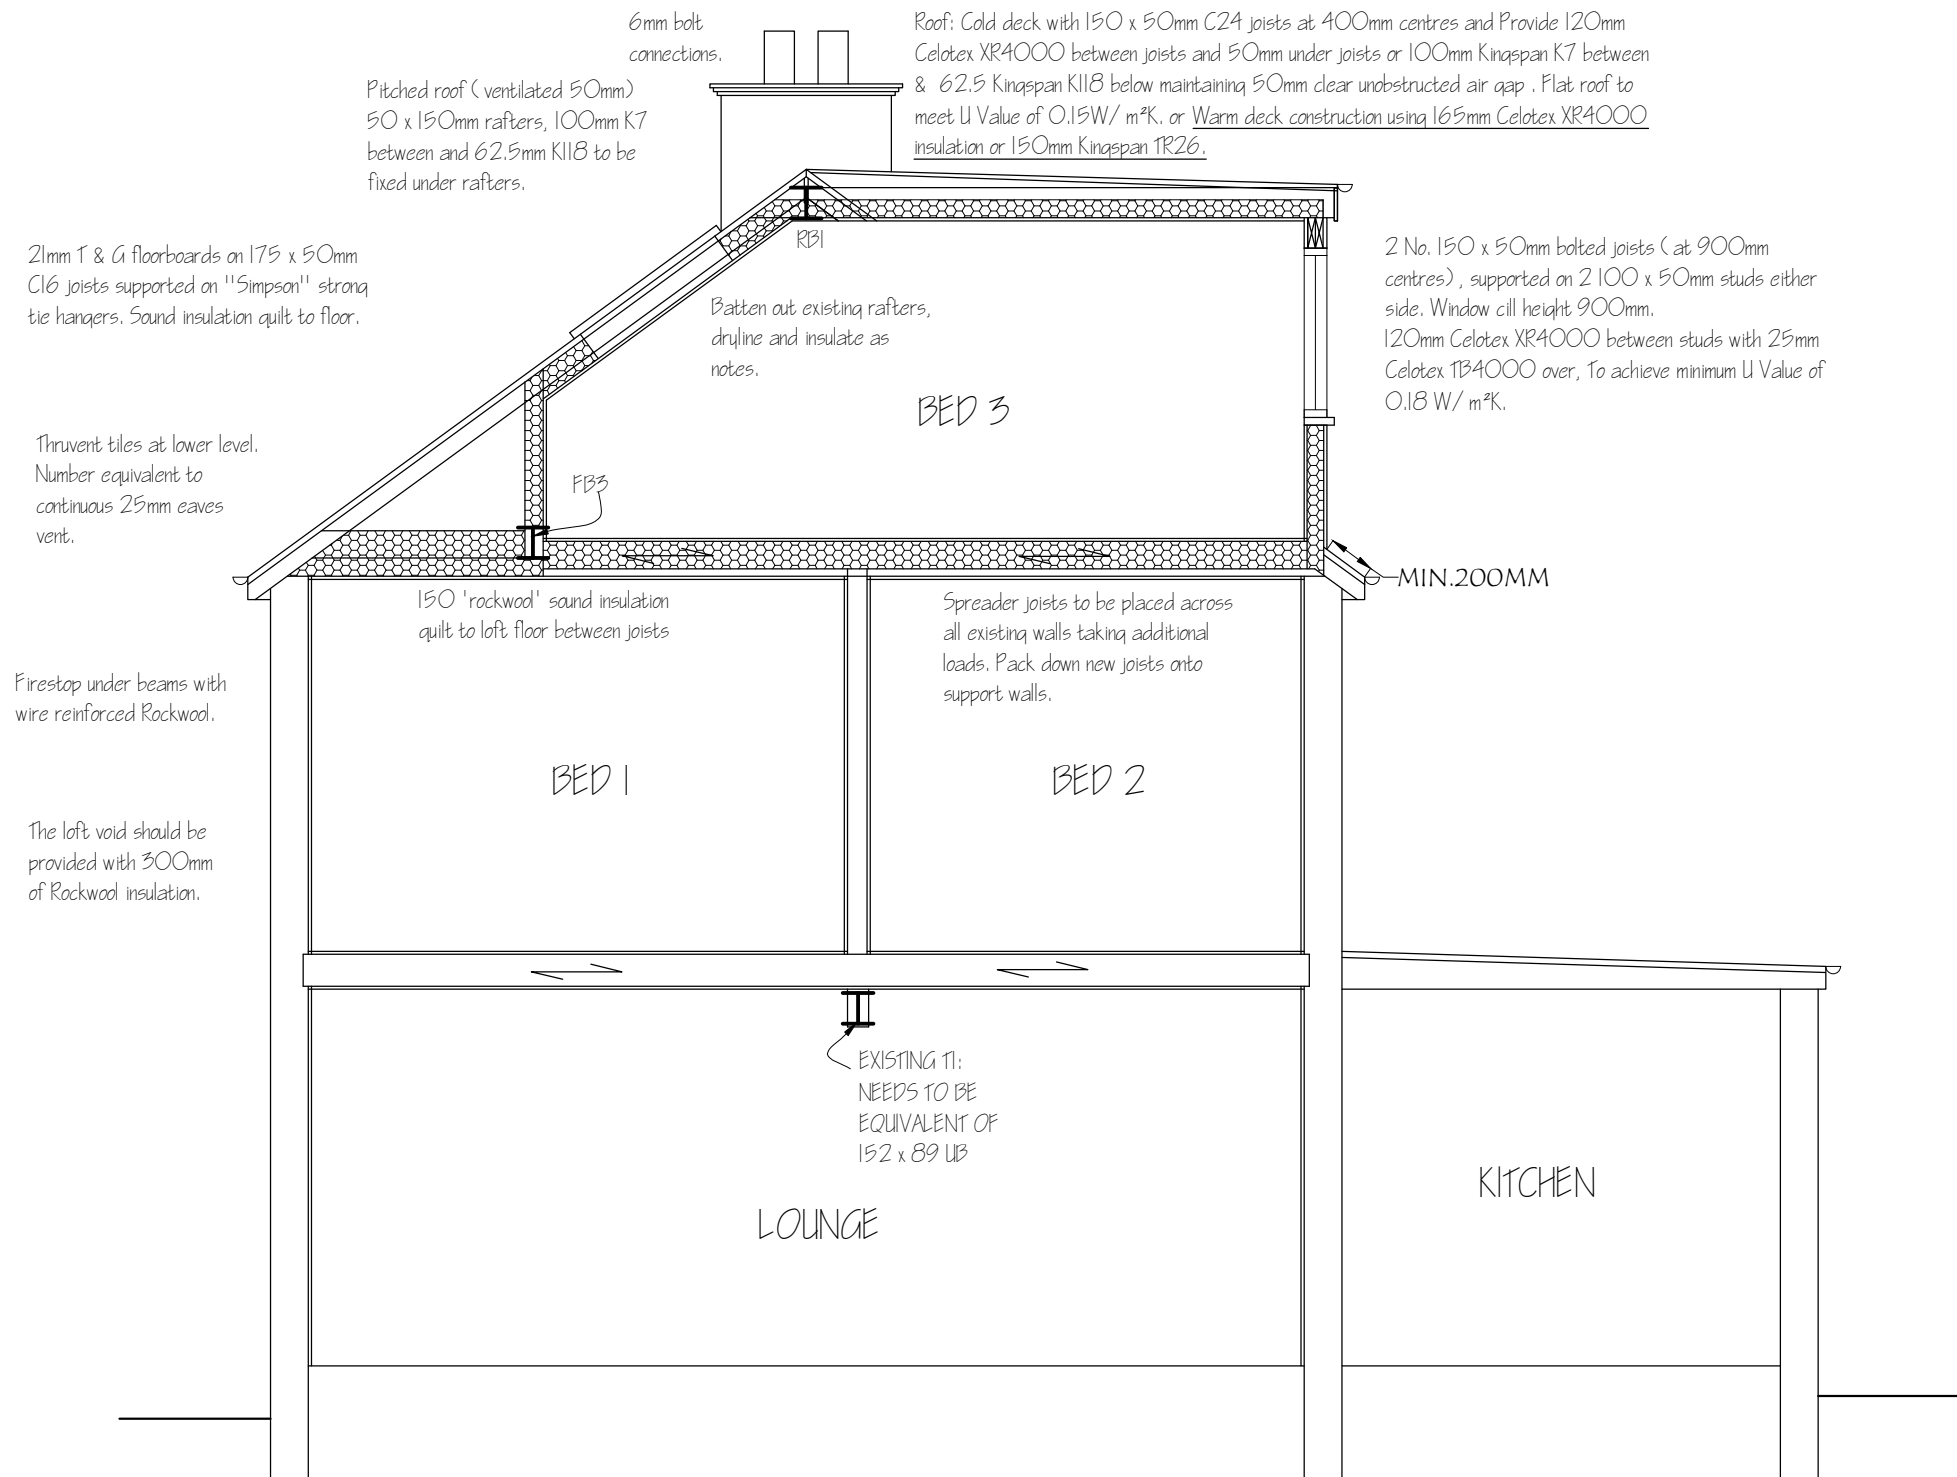 6mm bolt
connections.
Roof: Cold deck with 150 x 50mm C24 joists at 400mm centres and Provide 120mm
Celotex XR4000 between joists and 50mm under joists or 100mm Kingspan K7 between
& 62.5 Kingspan K118 below maintaining 50mm clear unobstructed air gap . Flat roof to
meet U Value of 0.15W/ m²K. or Warm deck construction using 165mm Celotex XR4000
insulation or 150mm Kingspan TR26.
Pitched roof ( ventilated 50mm)
50 x 150mm rafters, 100mm K7
between and 62.5mm K118 to be
fixed under rafters.
21mm T & G floorboards on 175 x 50mm
C16 joists supported on ''Simpson'' strong
tie hangers. Sound insulation quilt to floor.
RB1
2 No. 150 x 50mm bolted joists ( at 900mm
centres) , supported on 2 100 x 50mm studs either
side. Window cill height 900mm.
120mm Celotex XR4000 between studs with 25mm
Celotex TB4000 over, To achieve minimum U Value of
0.18 W/ m²K.
Batten out existing rafters,
dryline and insulate as
notes.
BED 3
Thruvent tiles at lower level.
Number equivalent to
continuous 25mm eaves
vent.
FB3
MIN.200MM
150 'rockwool' sound insulation
quilt to loft floor between joists
Spreader joists to be placed across
all existing walls taking additional
loads. Pack down new joists onto
support walls.
Firestop under beams with
wire reinforced Rockwool.
BED 1
BED 2
The loft void should be
provided with 300mm
of Rockwool insulation.
EXISTING T1:
NEEDS TO BE
EQUIVALENT OF
152 x 89 UB
KITCHEN
LOUNGE